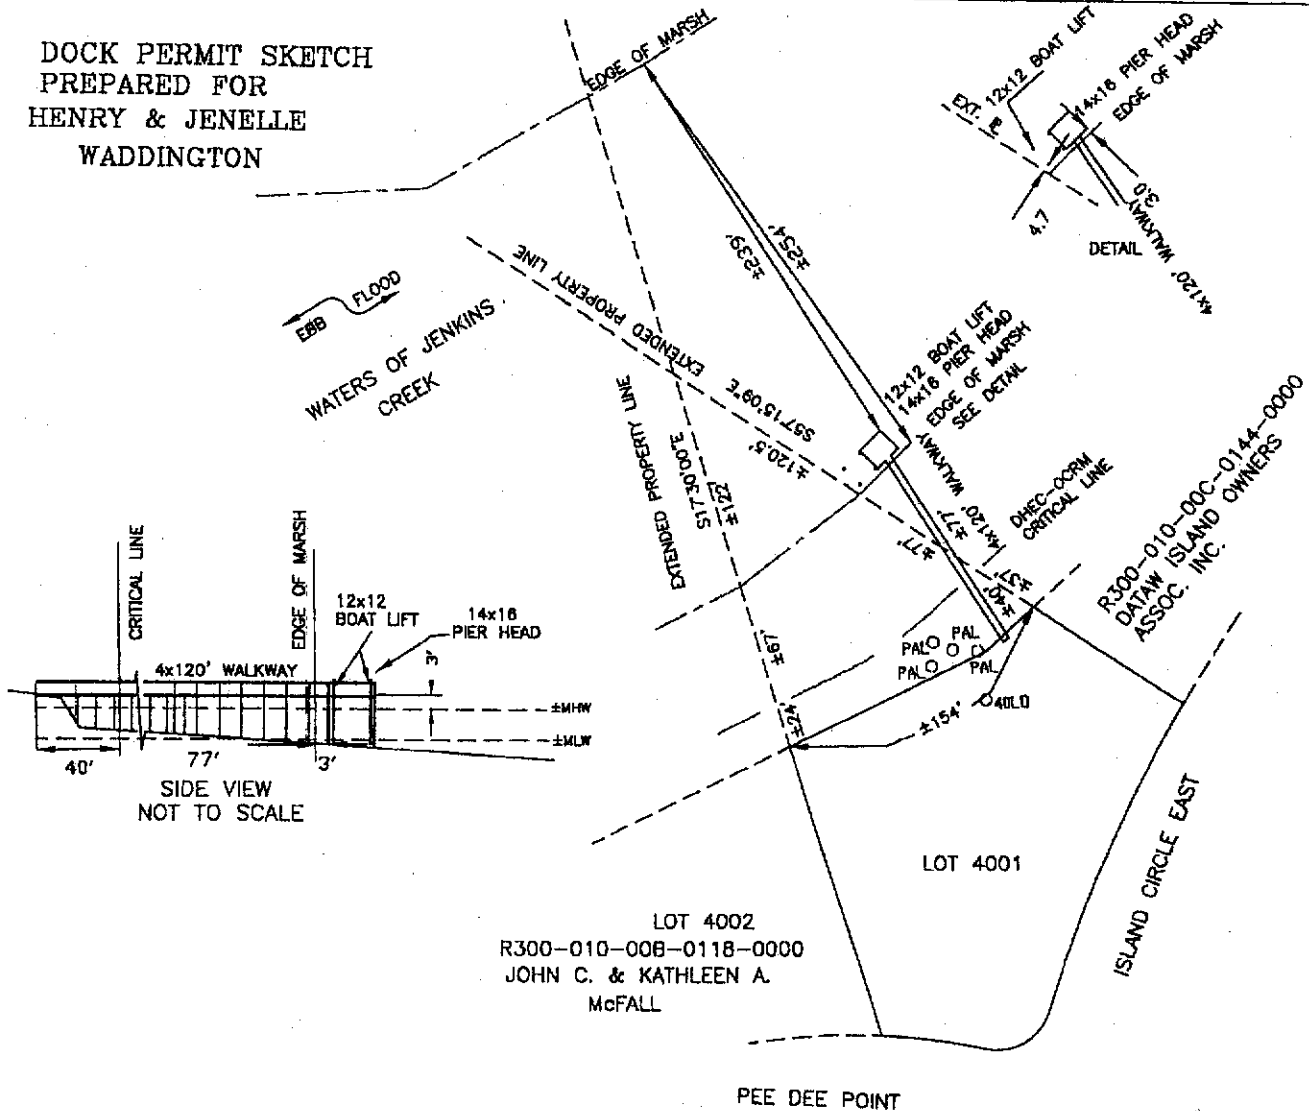 DOCK PERMIT SKETCH
PREPARED FOR
HENRY & JENELLE
WADDINGTON
EDGE OF MARSH
EXT. PL
12x12 BOAT LIFT
14x16 PIER HEAD
EDGE OF MARSH
4.7
3.0
4x120' WALKWAY
DETAIL
±239'
±254'
EBB
FLOOD
WATERS OF JENKINS
CREEK
EXTENDED PROPERTY LINE
S57°15'09"E
±120.5'
EXTENDED PROPERTY LINE
S17°30'00"E
±122'
12x12 BOAT LIFT
14x16 PIER HEAD
EDGE OF MARSH
SEE DETAIL
4x120' WALKWAY
±77'
±77'
DHEC-OCRM
CRITICAL LINE
±37'
±40'
±67'
±24'
PAL
PAL
PAL
PAL
40LO
±154'
R300-010-00C-0144-0000
DATAW ISLAND OWNERS
ASSOC. INC.
CRITICAL LINE
EDGE OF MARSH
12x12
BOAT LIFT
14x16
PIER HEAD
4x120' WALKWAY
3'
±MHW
±MLW
40'
77'
3'
SIDE VIEW
NOT TO SCALE
LOT 4001
ISLAND CIRCLE EAST
LOT 4002
R300-010-00B-0118-0000
JOHN C. & KATHLEEN A.
McFALL
PEE DEE POINT